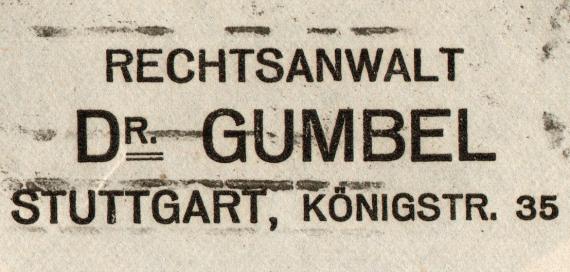 RECHTSANWALT
DR. GUMBEL
STUTTGART, KÖNIGSTR. 35